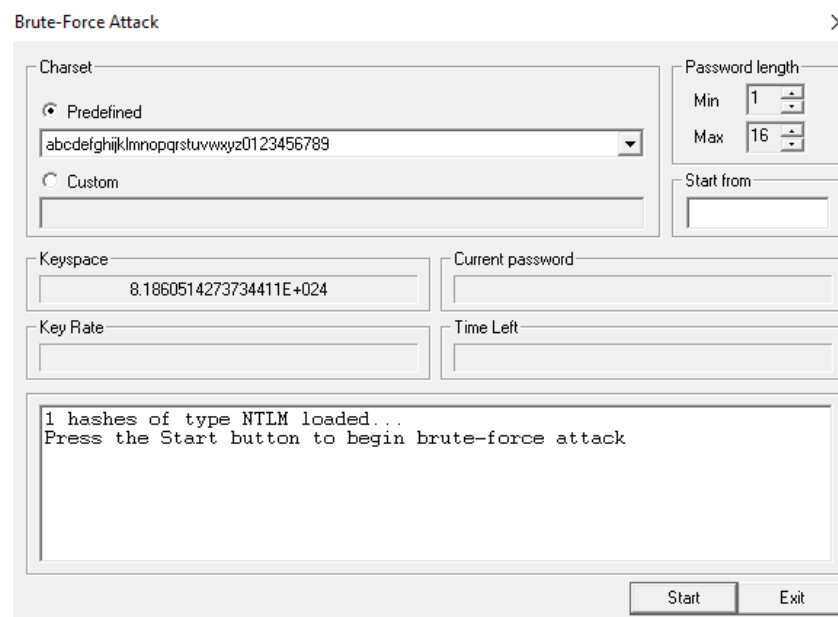 Brute-Force Attack
Charset
Predefined
abcdefghijklmnopqrstuvwxyz0123456789
Custom
Password length
Min 1
Max 16
Start from
Keyspace
8.1860514273734411E+024
Current password
Key Rate
Time Left
1 hashes of type NTLM loaded...
Press the Start button to begin brute-force attack
Start
Exit